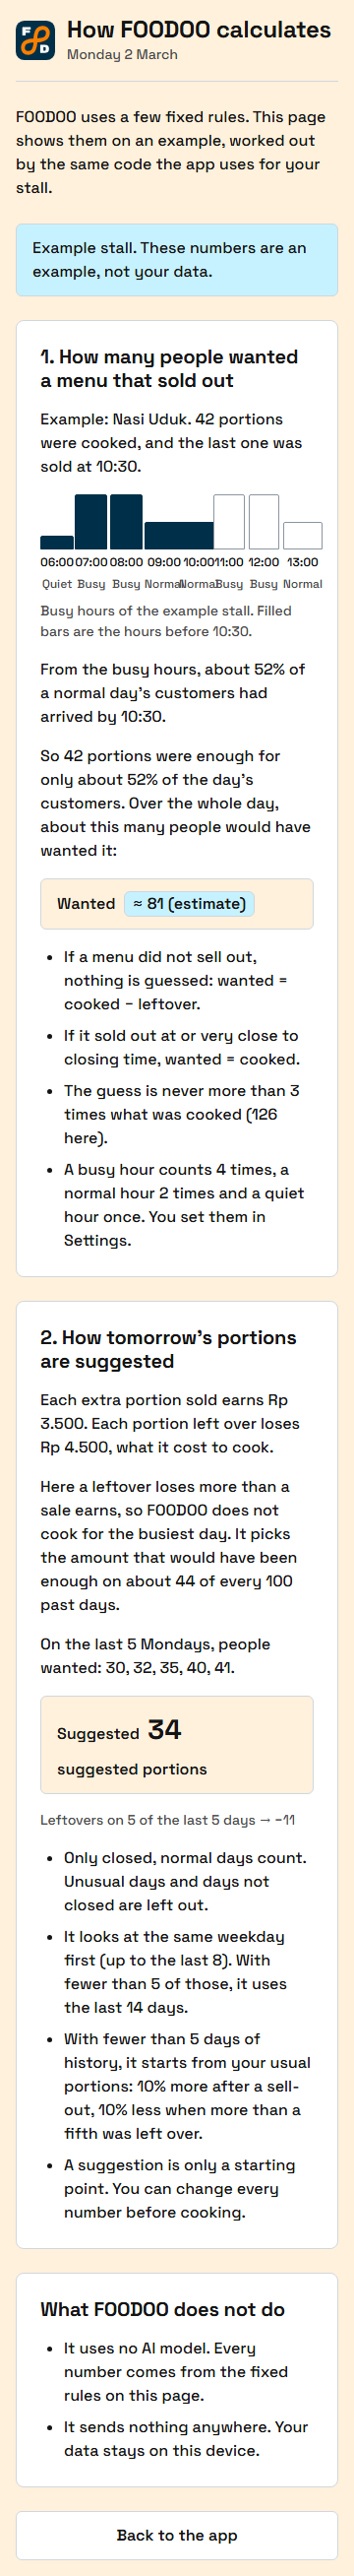 F
D
How FOODOO calculates
Monday 2 March
FOODOO uses a few fixed rules. This page
shows them on an example, worked out
by the same code the app uses for your
stall.
Example stall. These numbers are an
example, not your data.
1. How many people wanted
a menu that sold out
Example: Nasi Uduk. 42 portions
were cooked, and the last one was
sold at 10:30.
06:00 07:00 08:00 09:00 10:00 11:00 12:00 13:00
Quiet Busy Busy Normal Normal Busy Busy Normal
Busy hours of the example stall. Filled
bars are the hours before 10:30.
From the busy hours, about 52% of
a normal day's customers had
arrived by 10:30.
So 42 portions were enough for
only about 52% of the day's
customers. Over the whole day,
about this many people would have
wanted it:
Wanted ≈ 81 (estimate)
• If a menu did not sell out,
nothing is guessed: wanted =
cooked − leftover.
• If it sold out at or very close to
closing time, wanted = cooked.
• The guess is never more than 3
times what was cooked (126
here).
• A busy hour counts 4 times, a
normal hour 2 times and a quiet
hour once. You set them in
Settings.
2. How tomorrow's portions
are suggested
Each extra portion sold earns Rp
3.500. Each portion left over loses
Rp 4.500, what it cost to cook.
Here a leftover loses more than a
sale earns, so FOODOO does not
cook for the busiest day. It picks
the amount that would have been
enough on about 44 of every 100
past days.
On the last 5 Mondays, people
wanted: 30, 32, 35, 40, 41.
Suggested 34
suggested portions
Leftovers on 5 of the last 5 days → −11
• Only closed, normal days count.
Unusual days and days not
closed are left out.
• It looks at the same weekday
first (up to the last 8). With
fewer than 5 of those, it uses
the last 14 days.
• With fewer than 5 days of
history, it starts from your usual
portions: 10% more after a sell-
out, 10% less when more than a
fifth was left over.
• A suggestion is only a starting
point. You can change every
number before cooking.
What FOODOO does not do
• It uses no AI model. Every
number comes from the fixed
rules on this page.
• It sends nothing anywhere. Your
data stays on this device.
Back to the app